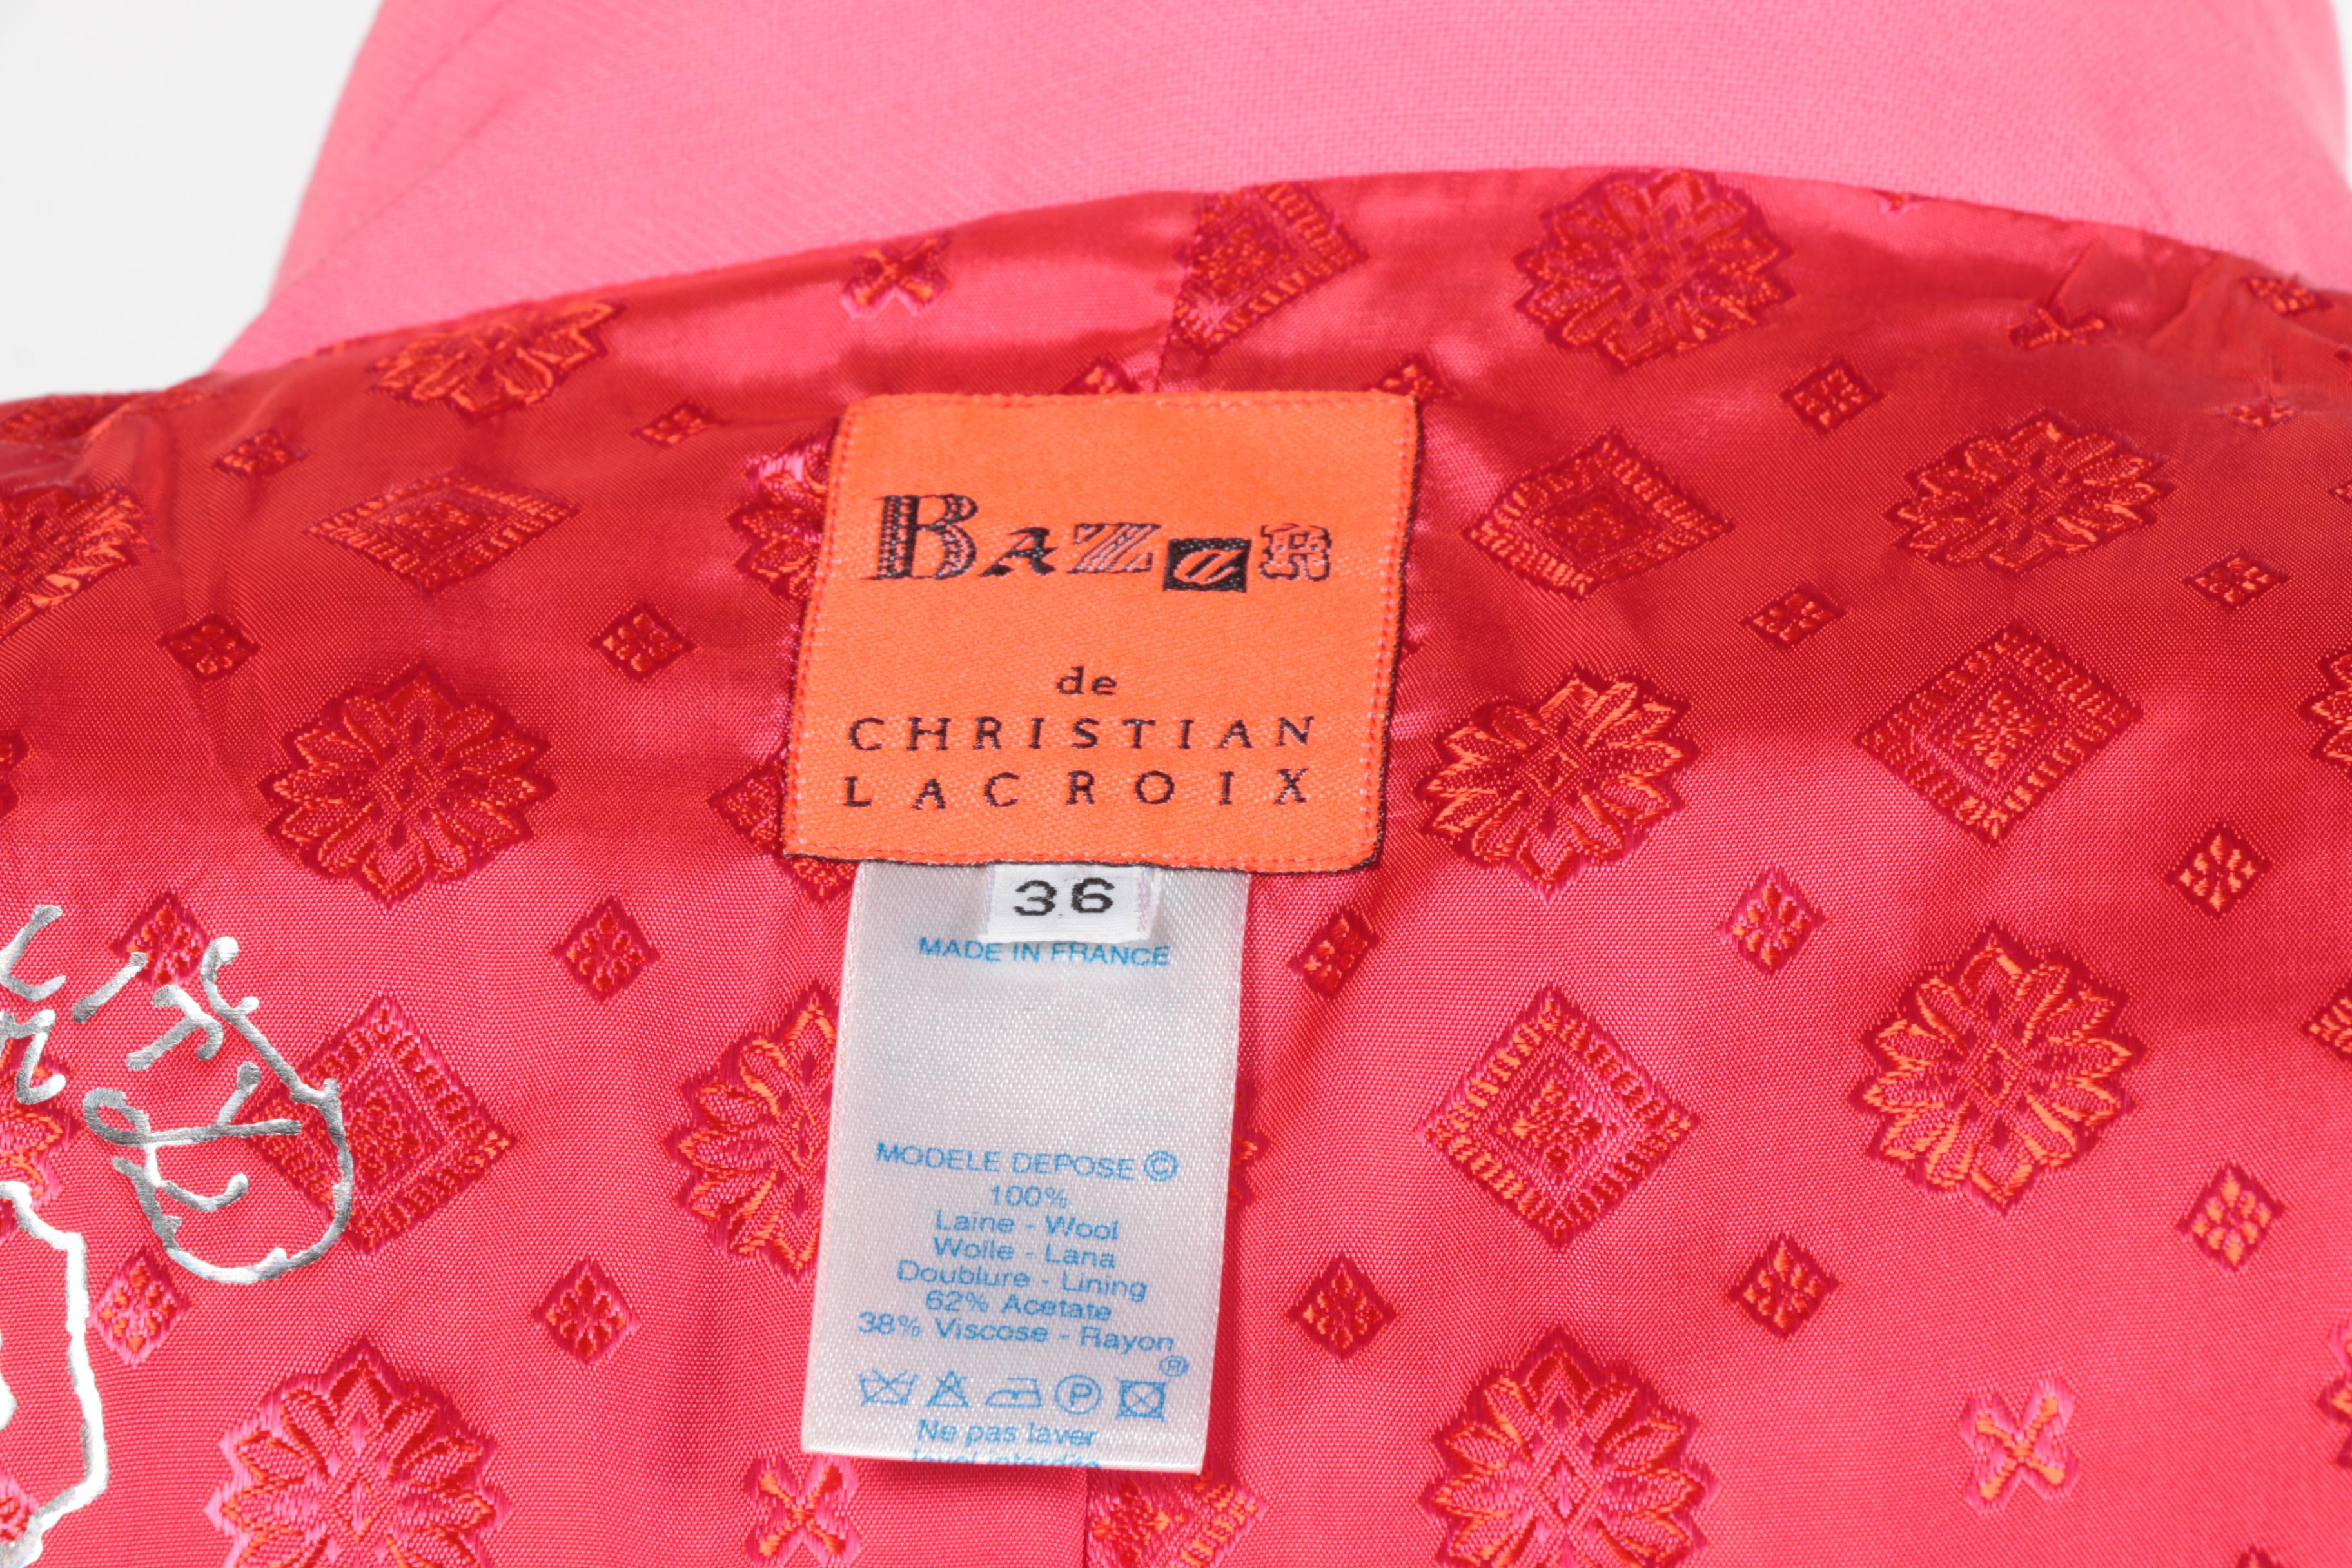 BAZAR
de
CHRISTIAN
LACROIX
36
MADE IN FRANCE
MODELE DEPOSE ©
100%
Laine - Wool
Wolle - Lana
Doublure - Lining
62% Acetate
38% Viscose - Rayon
®
P
Ne pas laver